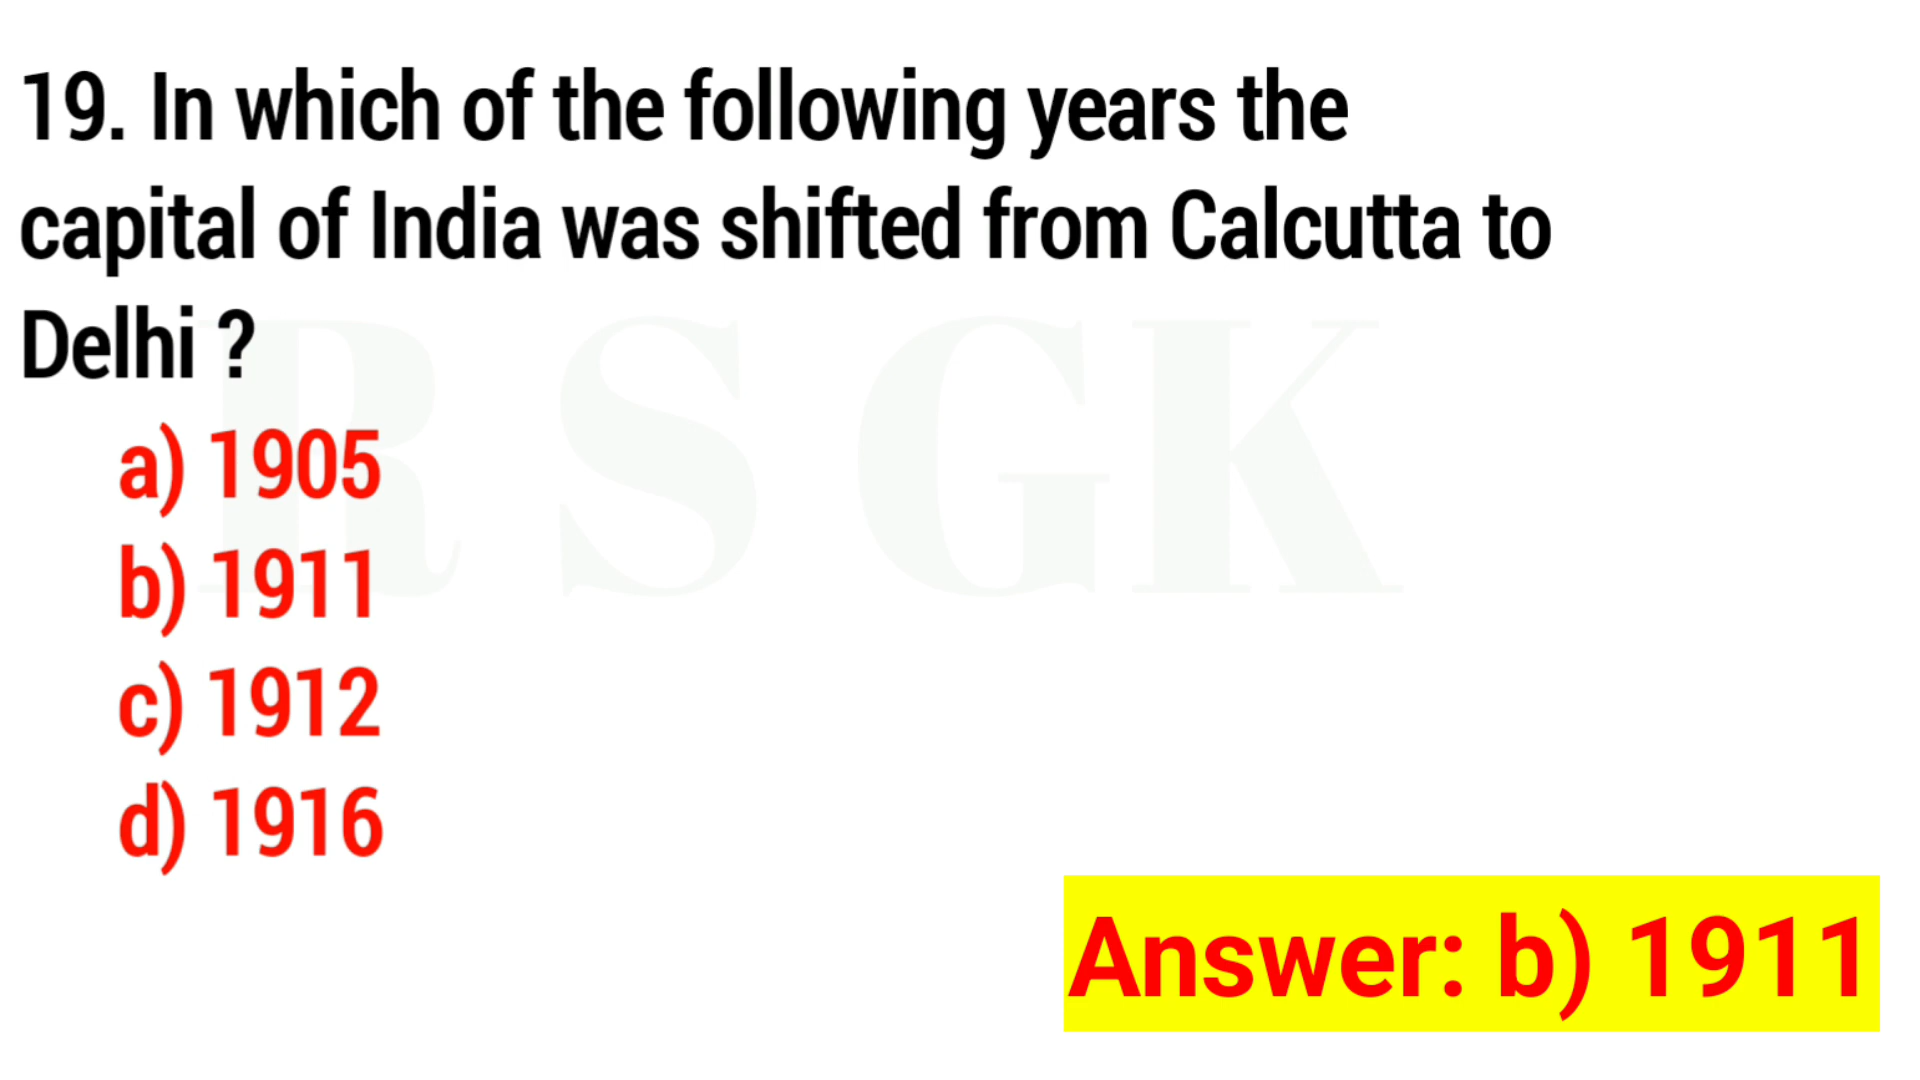 19. In which of the following years the
capital of India was shifted from Calcutta to
Delhi ?
a) 1905
b) 1911
c) 1912
d) 1916
R S GK
Answer: b) 1911